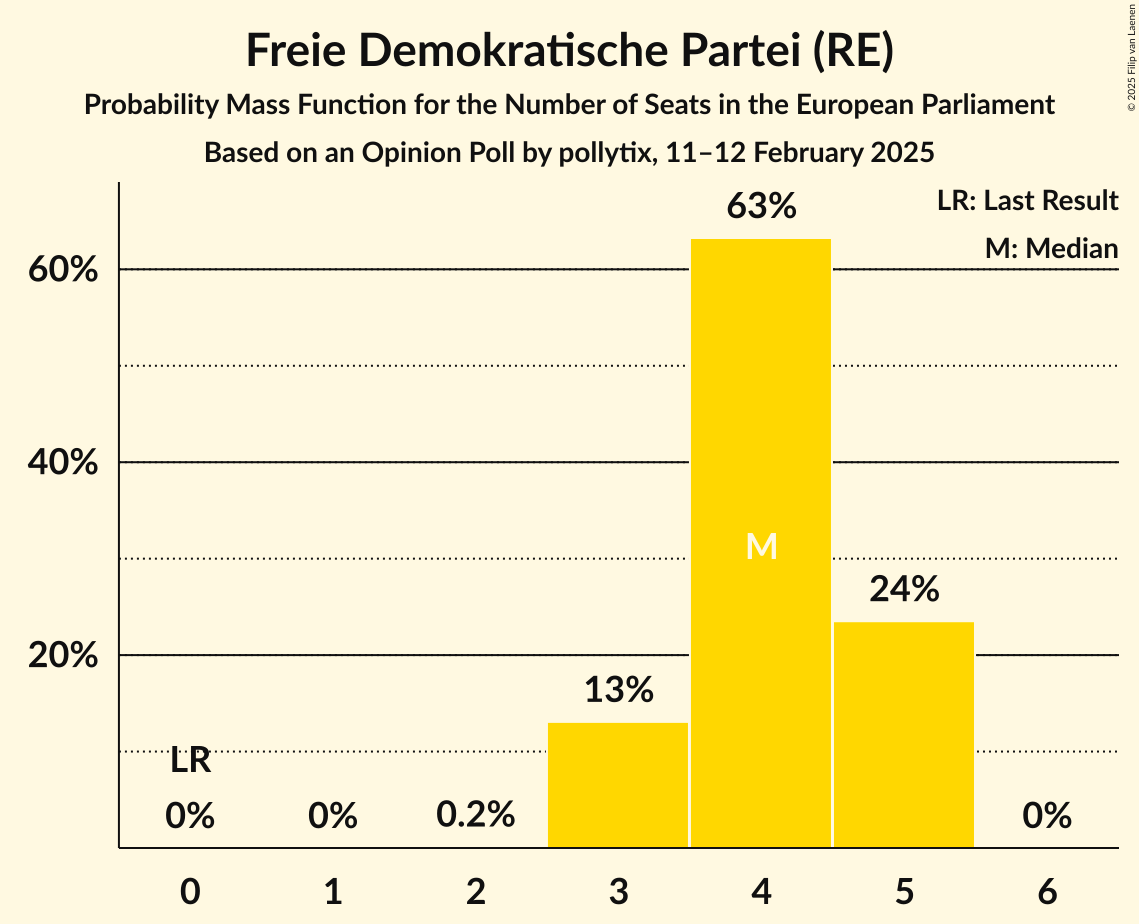 Freie Demokratische Partei (RE)
Probability Mass Function for the Number of Seats in the European Parliament
Based on an Opinion Poll by pollytix, 11–12 February 2025
© 2025 Filip van Laenen
LR: Last Result
M: Median
63%
60%
40%
M
24%
20%
13%
LR
0%
0%
0.2%
0%
0 1 2 3 4 5 6